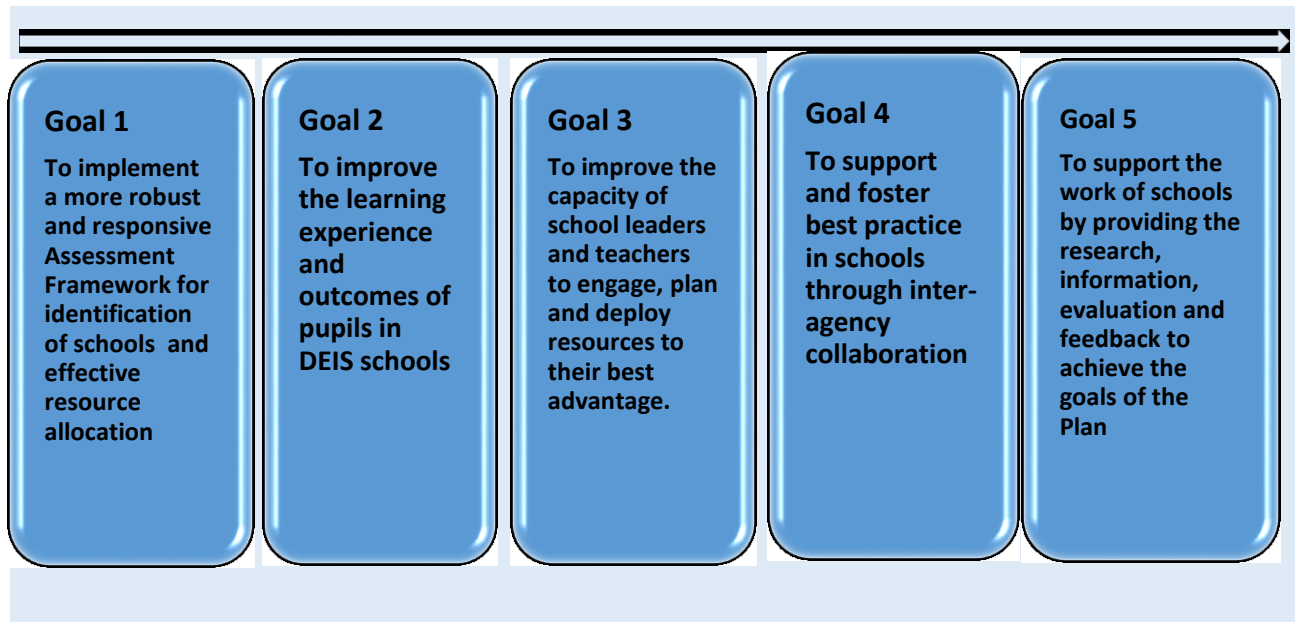 Goal 1
To implement
a more robust
and responsive
Assessment
Framework for
identification
of schools  and
effective
resource
allocation
Goal 2
To improve
the learning
experience
and
outcomes of
pupils in
DEIS schools
Goal 3
To improve the
capacity of
school leaders
and teachers
to engage, plan
and deploy
resources to
their best
advantage.
Goal 4
To support
and foster
best practice
in schools
through inter-
agency
collaboration
Goal 5
To support the
work of schools
by providing the
research,
information,
evaluation and
feedback to
achieve the
goals of the
Plan